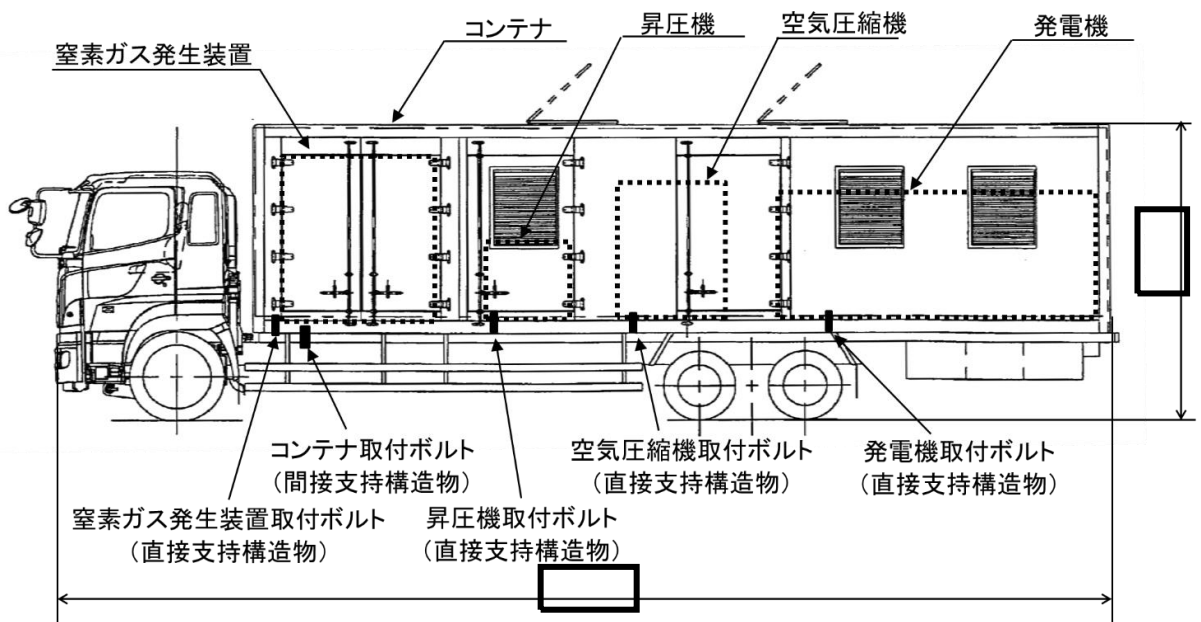 コンテナ
昇圧機
空気圧縮機
発電機
窒素ガス発生装置
コンテナ取付ボルト
(間接支持構造物)
空気圧縮機取付ボルト
(直接支持構造物)
発電機取付ボルト
(直接支持構造物)
窒素ガス発生装置取付ボルト
(直接支持構造物)
昇圧機取付ボルト
(直接支持構造物)